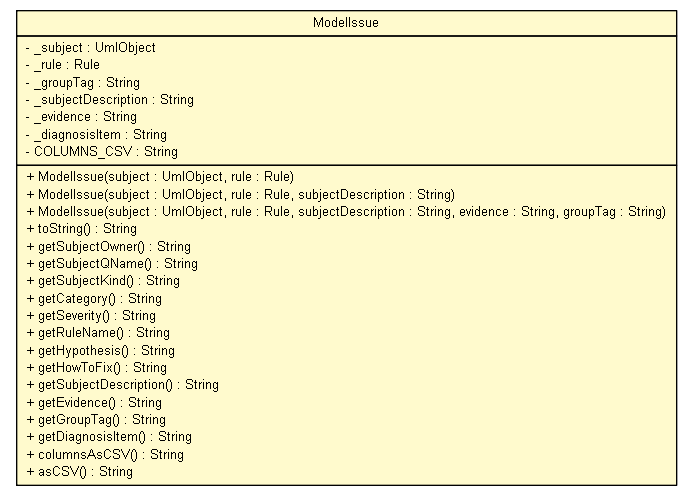 ModelIssue
- _subject : UmlObject
- _rule : Rule
- _groupTag : String
- _subjectDescription : String
- _evidence : String
- _diagnosisItem : String
- COLUMNS_CSV : String
+ ModelIssue(subject : UmlObject, rule : Rule)
+ ModelIssue(subject : UmlObject, rule : Rule, subjectDescription : String)
+ ModelIssue(subject : UmlObject, rule : Rule, subjectDescription : String, evidence : String, groupTag : String)
+ toString() : String
+ getSubjectOwner() : String
+ getSubjectQName() : String
+ getSubjectKind() : String
+ getCategory() : String
+ getSeverity() : String
+ getRuleName() : String
+ getHypothesis() : String
+ getHowToFix() : String
+ getSubjectDescription() : String
+ getEvidence() : String
+ getGroupTag() : String
+ getDiagnosisItem() : String
+ columnsAsCSV() : String
+ asCSV() : String